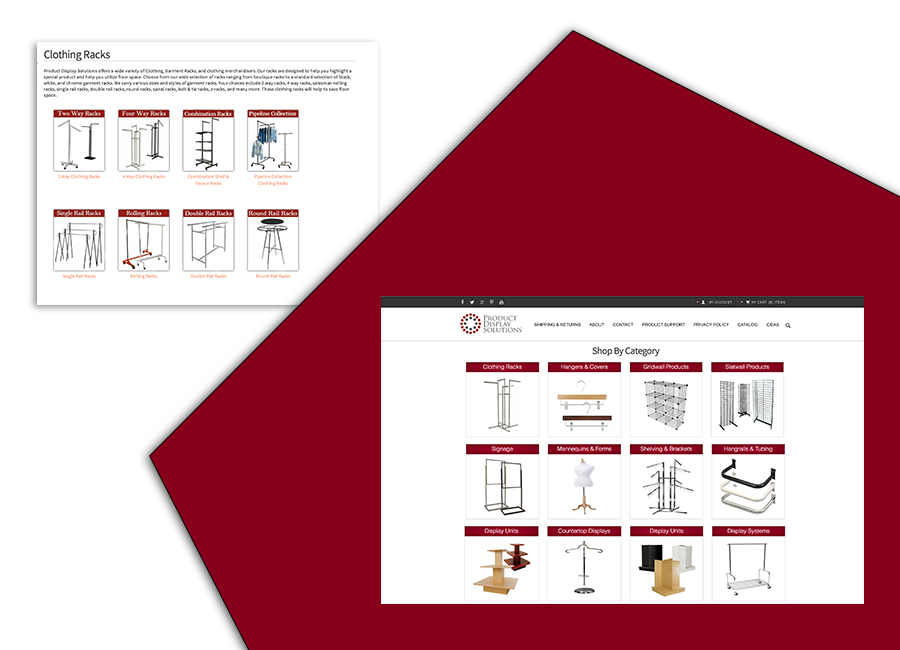 Clothing Racks
Product Display Solutions offers a wide variety of Clothing, Garment Racks, and clothing merchandisers. Our racks are designed to help you highlight a
special product and help you utilize floor space. Choose from our wide selection of racks ranging from boutique racks to a standard selection of black,
white, and chrome garment racks. We carry various sizes and styles of garment racks. Your choices include 2 way racks, 4 way racks, salesman rolling
racks, single rail racks, double rail racks, round racks, spiral racks, belt & tie racks, z-racks, and many more. These clothing racks will help to save floor
space.
Two Way Racks Four Way Racks Combination Racks Pipeline Collection
2 Way Clothing Racks 4 Way Clothing Racks Combination Shelf & Pipeline Collection
Faceout Racks Clothing Racks
Single Rail Racks Rolling Racks Double Rail Racks Round Rail Racks
Single Rail Racks Rolling Racks Double Rail Racks Round Rail Racks
MY ACCOUNT MY CART (0) ITEMS
PRODUCT
DISPLAY
SOLUTIONS
SHIPPING & RETURNS ABOUT CONTACT PRODUCT SUPPORT PRIVACY POLICY CATALOG IDEAS
Shop By Category
Clothing Racks Hangers & Covers Gridwall Products Slatwall Products
Signage Mannequins & Forms Shelving & Brackets Hangrails & Tubing
Display Units Countertop Displays Display Units Display Systems